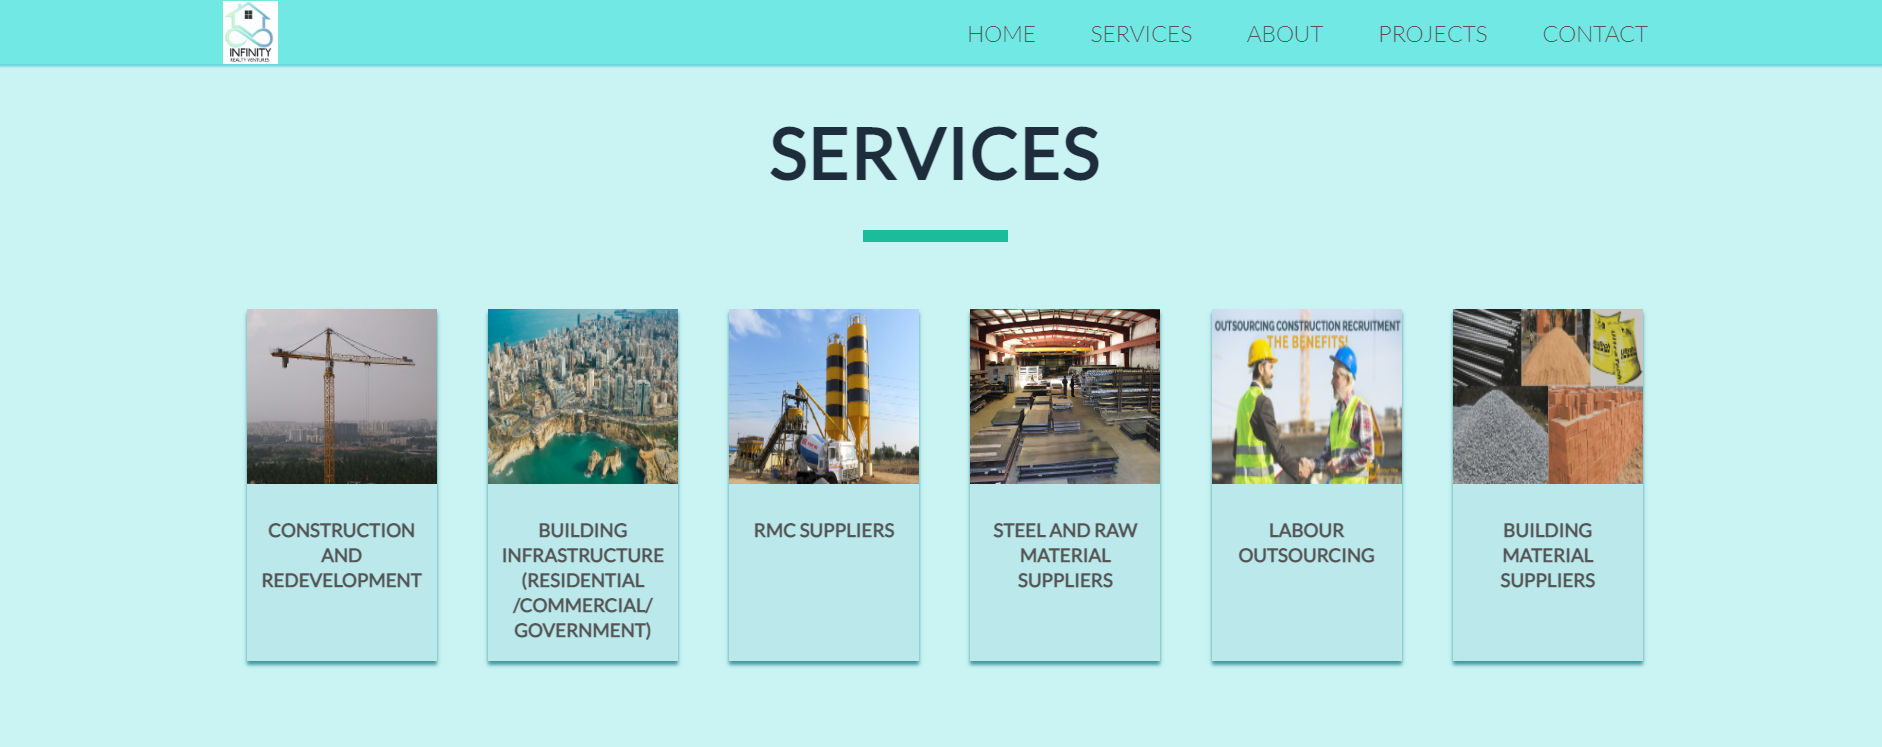 INFINITY
REALTY VENTURES
HOME
SERVICES
ABOUT
PROJECTS
CONTACT
SERVICES
OUTSOURCING CONSTRUCTION RECRUITMENT
THE BENEFITS!
CONSTRUCTION
AND
REDEVELOPMENT
BUILDING
INFRASTRUCTURE
(RESIDENTIAL
/COMMERCIAL/
GOVERNMENT)
RMC SUPPLIERS
STEEL AND RAW
MATERIAL
SUPPLIERS
LABOUR
OUTSOURCING
BUILDING
MATERIAL
SUPPLIERS